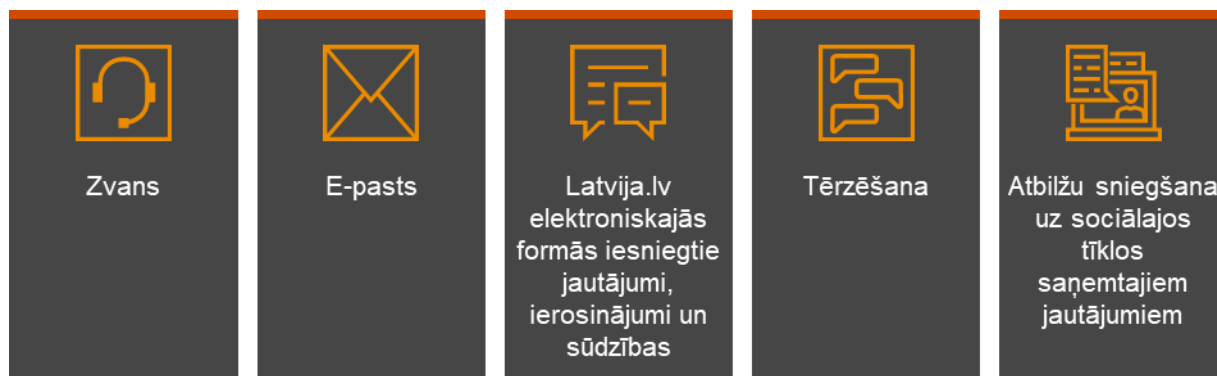 Zvans
E-pasts
Latvija.lv
elektroniskajās
formās iesniegtie
jautājumi,
ierosinājumi un
sūdzības
Tērzēšana
Atbilžu sniegšana
uz sociālajos
tīklos
saņemtajiem
jautājumiem